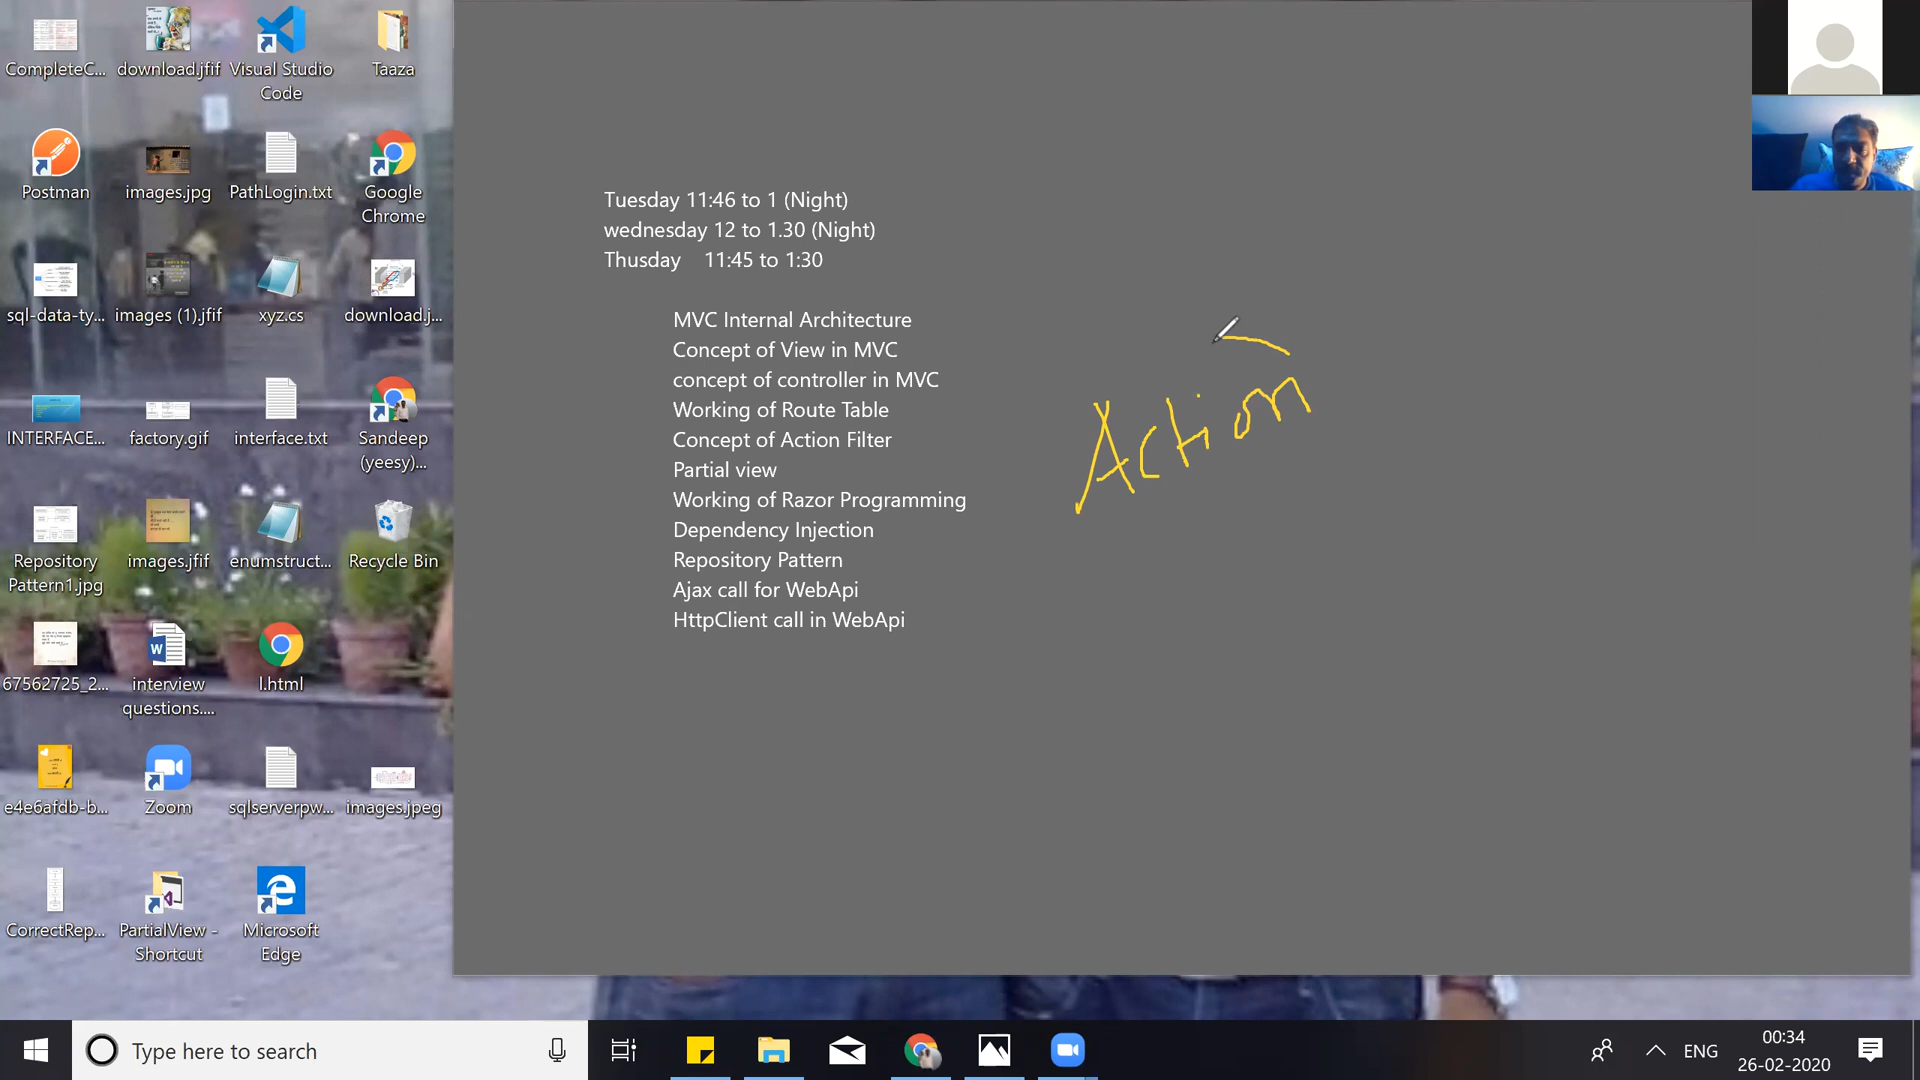 CompleteC...
download.jfif
Visual Studio
Code
Taaza
Postman
images.jpg
PathLogin.txt
Google
Chrome
sql-data-ty...
images (1).jfif
xyz.cs
download.j...
INTERFACE...
factory.gif
interface.txt
Sandeep
(yeesy)...
Repository
Pattern1.jpg
images.jfif
enumstruct...
Recycle Bin
67562725_2...
interview
questions....
l.html
e4e6afdb-b...
Zoom
sqlserverpw...
images.jpeg
CorrectRep...
PartialView -
Shortcut
Microsoft
Edge
Tuesday 11:46 to 1 (Night)
wednesday 12 to 1.30 (Night)
Thusday 11:45 to 1:30
MVC Internal Architecture
Concept of View in MVC
concept of controller in MVC
Working of Route Table
Concept of Action Filter
Partial view
Working of Razor Programming
Dependency Injection
Repository Pattern
Ajax call for WebApi
HttpClient call in WebApi
Action
Type here to search
ENG
00:34
26-02-2020